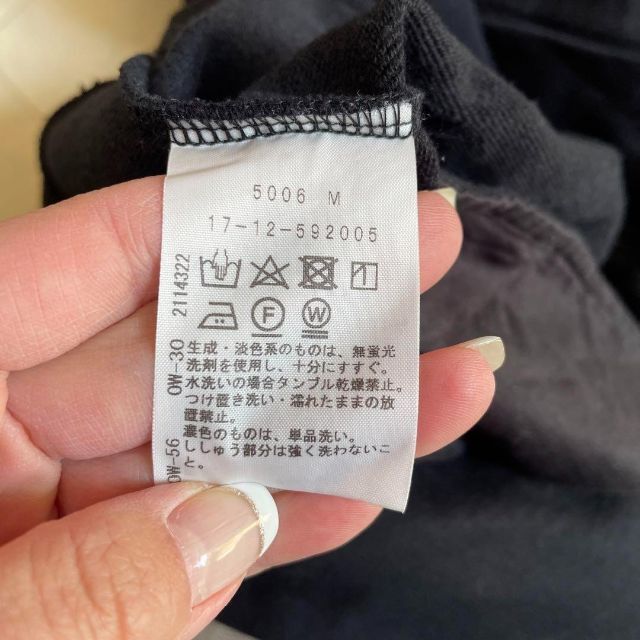 5006 M
17-12-592005
2114322
F
W
OW-30
生成・淡色系のものは、無蛍光
洗剤を使用し、十分にすすぐ。
水洗いの場合タンブル乾燥禁止。
つけ置き洗い・濡れたままの放
置禁止。
OW-56
濃色のものは、単品洗い。
ししゅう部分は強く洗わないこ
と。